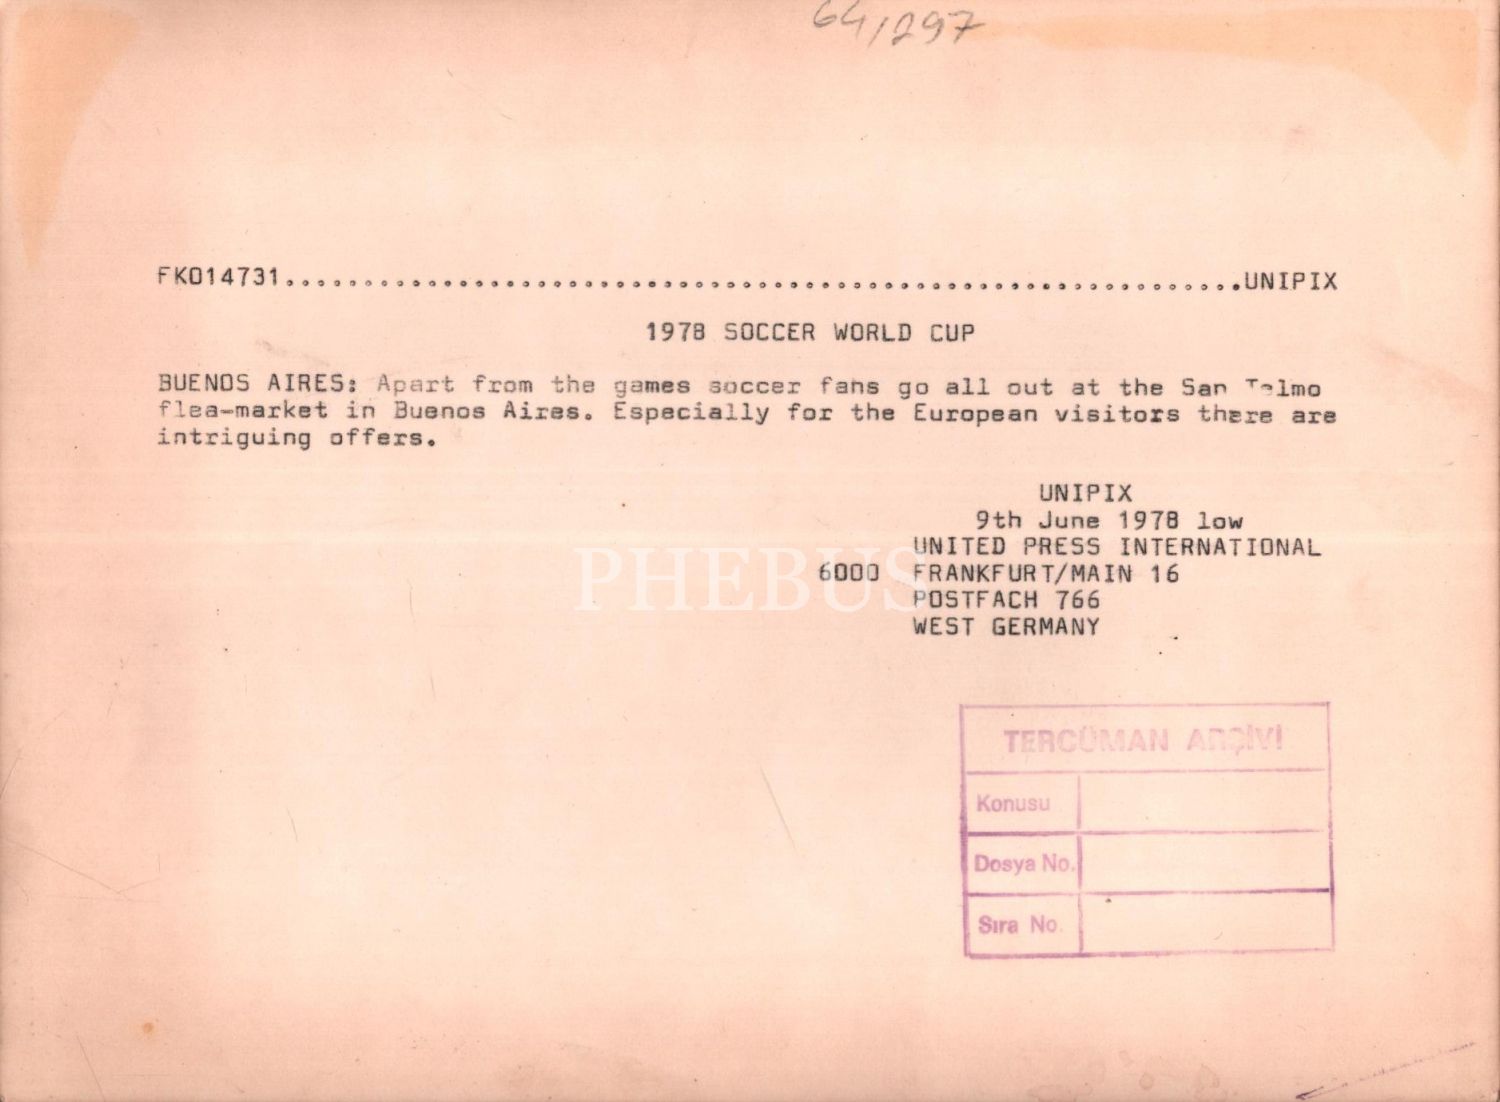 64/297
FK014731..............................................................UNIPIX
1978 SOCCER WORLD CUP
BUENOS AIRES: Apart from the games soccer fans go all out at the San Telmo
flea-market in Buenos Aires. Especially for the European visitors there are
intriguing offers.
UNIPIX
9th June 1978 low
UNITED PRESS INTERNATIONAL
6000 FRANKFURT/MAIN 16
POSTFACH 766
WEST GERMANY
PHEBUS
TERCÜMAN ARŞİVİ
Konusu
Dosya No.
Sıra No.